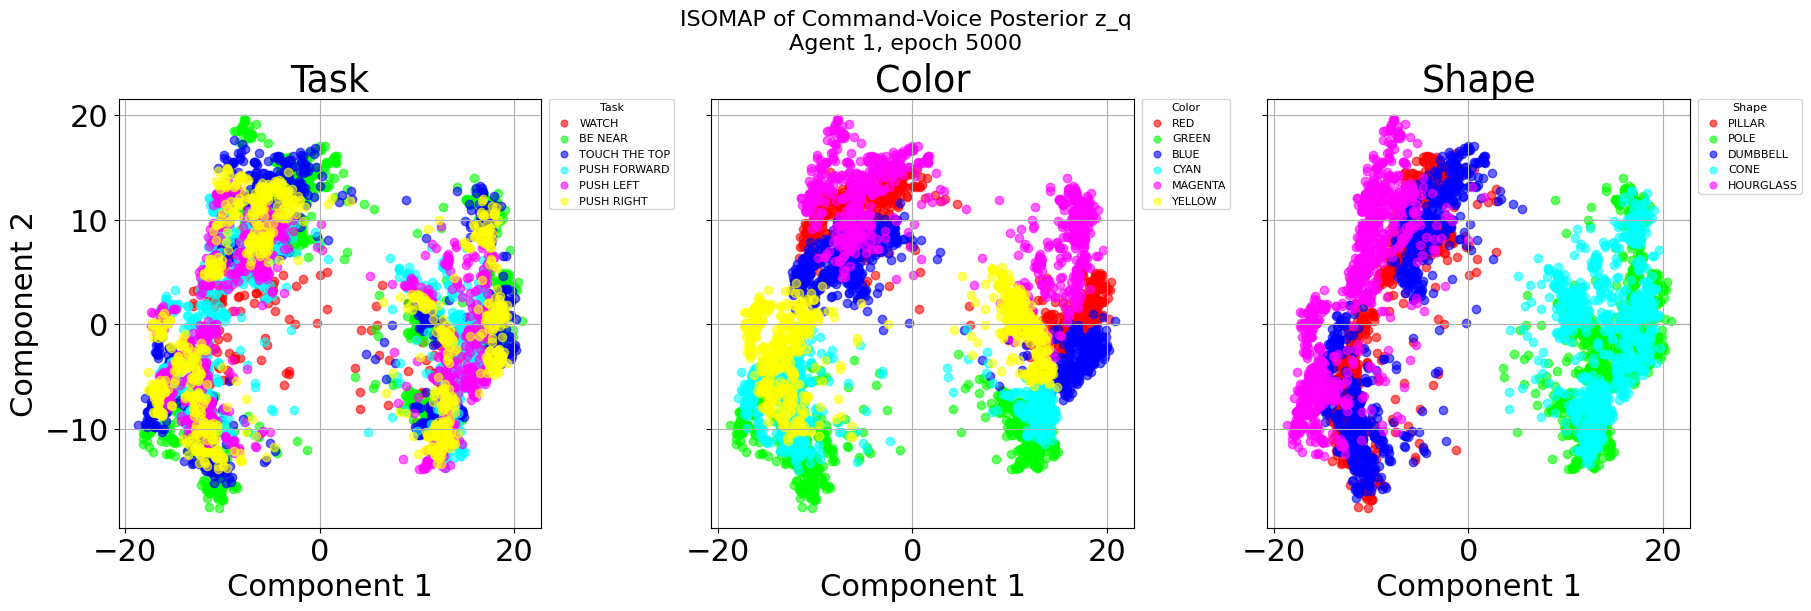 ISOMAP of Command-Voice Posterior z_q
Agent 1, epoch 5000
Task
Color
Shape
Task
WATCH
BE NEAR
TOUCH THE TOP
PUSH FORWARD
PUSH LEFT
PUSH RIGHT
Color
RED
GREEN
BLUE
CYAN
MAGENTA
YELLOW
Shape
PILLAR
POLE
DUMBBELL
CONE
HOURGLASS
Component 2
20
10
0
−10
−20 0 20
−20 0 20
−20 0 20
Component 1
Component 1
Component 1